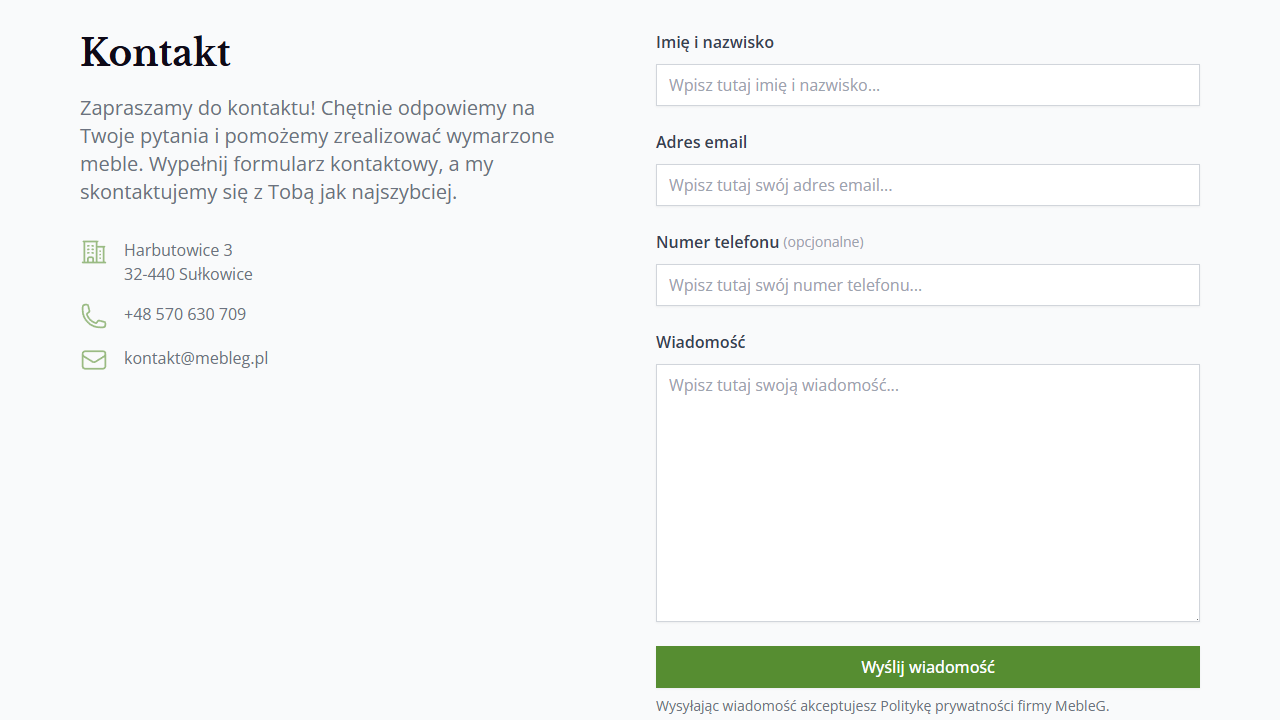 Kontakt
Zapraszamy do kontaktu! Chętnie odpowiemy na
Twoje pytania i pomożemy zrealizować wymarzone
meble. Wypełnij formularz kontaktowy, a my
skontaktujemy się z Tobą jak najszybciej.
Harbutowice 3
32-440 Sułkowice
+48 570 630 709
kontakt@mebleg.pl
Imię i nazwisko
Wpisz tutaj imię i nazwisko...
Adres email
Wpisz tutaj swój adres email...
Numer telefonu (opcjonalne)
Wpisz tutaj swój numer telefonu...
Wiadomość
Wpisz tutaj swoją wiadomość...
Wyślij wiadomość
Wysyłając wiadomość akceptujesz Politykę prywatności firmy MebleG.